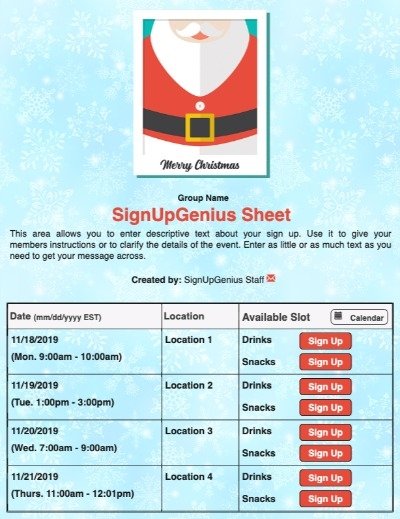 Merry Christmas
Group Name
SignUpGenius Sheet
This area allows you to enter descriptive text about your sign up. Use it to give your
members instructions or to clarify the details of the event. Enter as little or as much text as you
need to get your message across.
Created by: SignUpGenius Staff
Date (mm/dd/yyyy EST) Location Available Slot Calendar
11/18/2019 Location 1 Drinks Sign Up
(Mon. 9:00am - 10:00am) Snacks Sign Up
11/19/2019 Location 2 Drinks Sign Up
(Tue. 1:00pm - 3:00pm) Snacks Sign Up
11/20/2019 Location 3 Drinks Sign Up
(Wed. 7:00am - 9:00am) Snacks Sign Up
11/21/2019 Location 4 Drinks Sign Up
(Thurs. 11:00am - 12:01pm) Snacks Sign Up